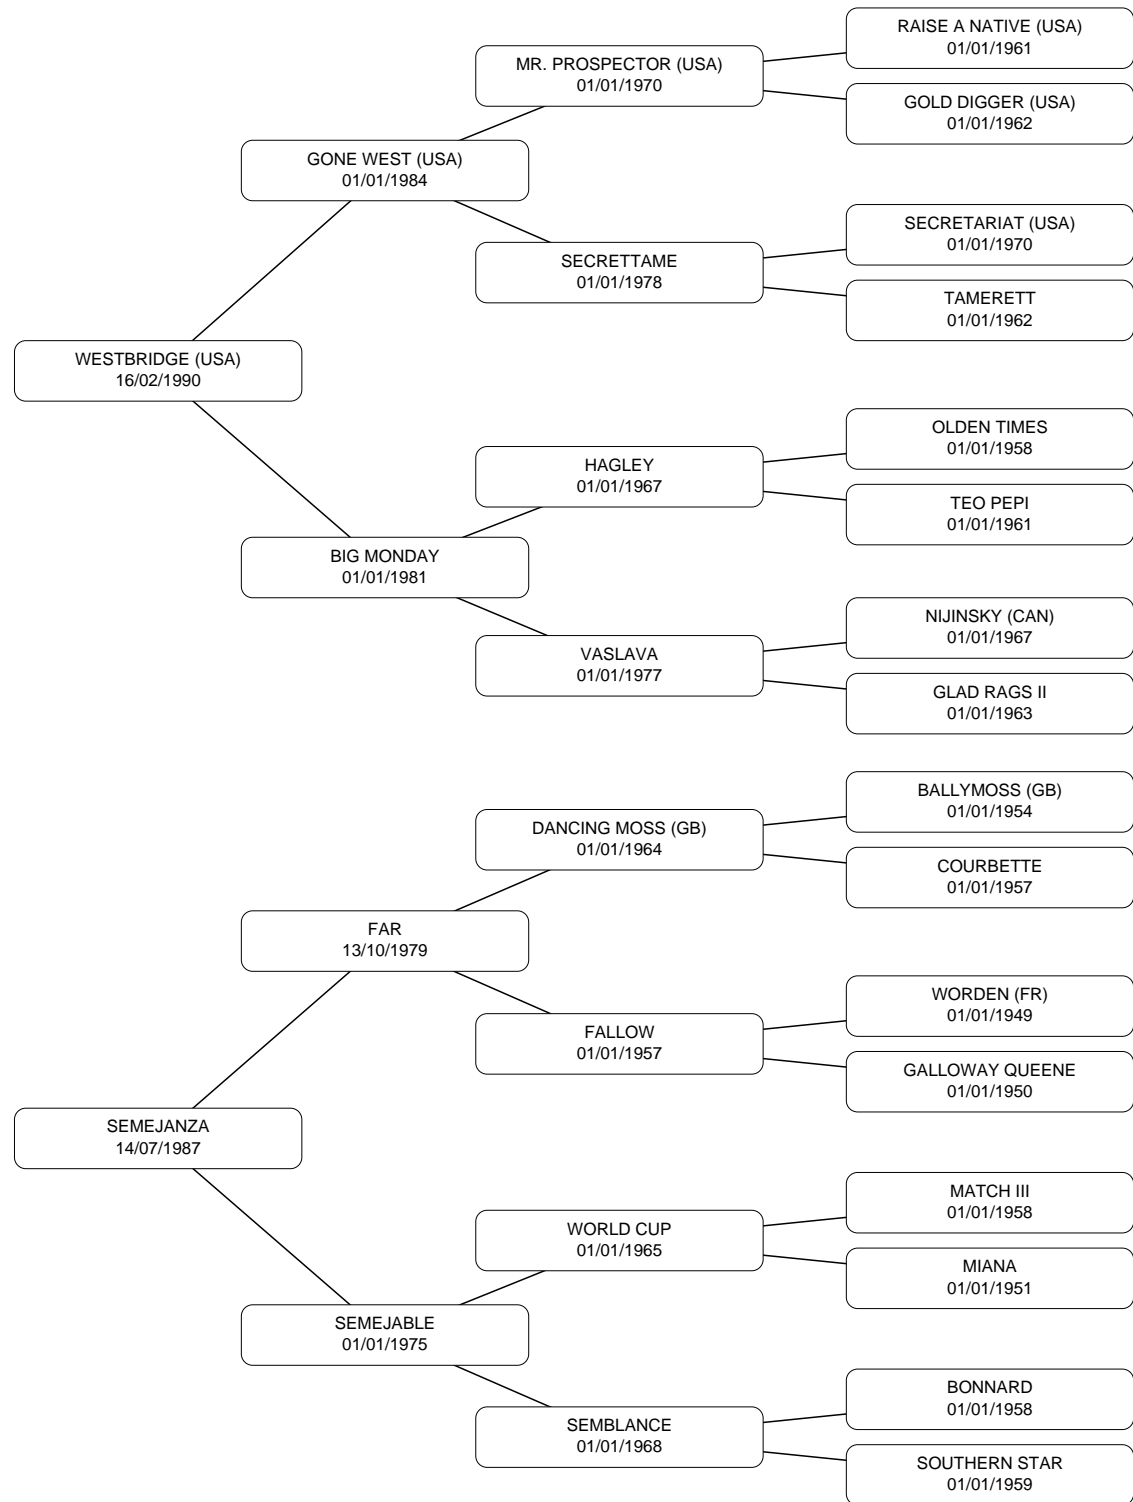 RAISE A NATIVE (USA)
01/01/1961
MR. PROSPECTOR (USA)
01/01/1970
GOLD DIGGER (USA)
01/01/1962
GONE WEST (USA)
01/01/1984
SECRETARIAT (USA)
01/01/1970
SECRETTAME
01/01/1978
TAMERETT
01/01/1962
WESTBRIDGE (USA)
16/02/1990
OLDEN TIMES
01/01/1958
HAGLEY
01/01/1967
TEO PEPI
01/01/1961
BIG MONDAY
01/01/1981
NIJINSKY (CAN)
01/01/1967
VASLAVA
01/01/1977
GLAD RAGS II
01/01/1963
BALLYMOSS (GB)
01/01/1954
DANCING MOSS (GB)
01/01/1964
COURBETTE
01/01/1957
FAR
13/10/1979
WORDEN (FR)
01/01/1949
FALLOW
01/01/1957
GALLOWAY QUEENE
01/01/1950
SEMEJANZA
14/07/1987
MATCH III
01/01/1958
WORLD CUP
01/01/1965
MIANA
01/01/1951
SEMEJABLE
01/01/1975
BONNARD
01/01/1958
SEMBLANCE
01/01/1968
SOUTHERN STAR
01/01/1959